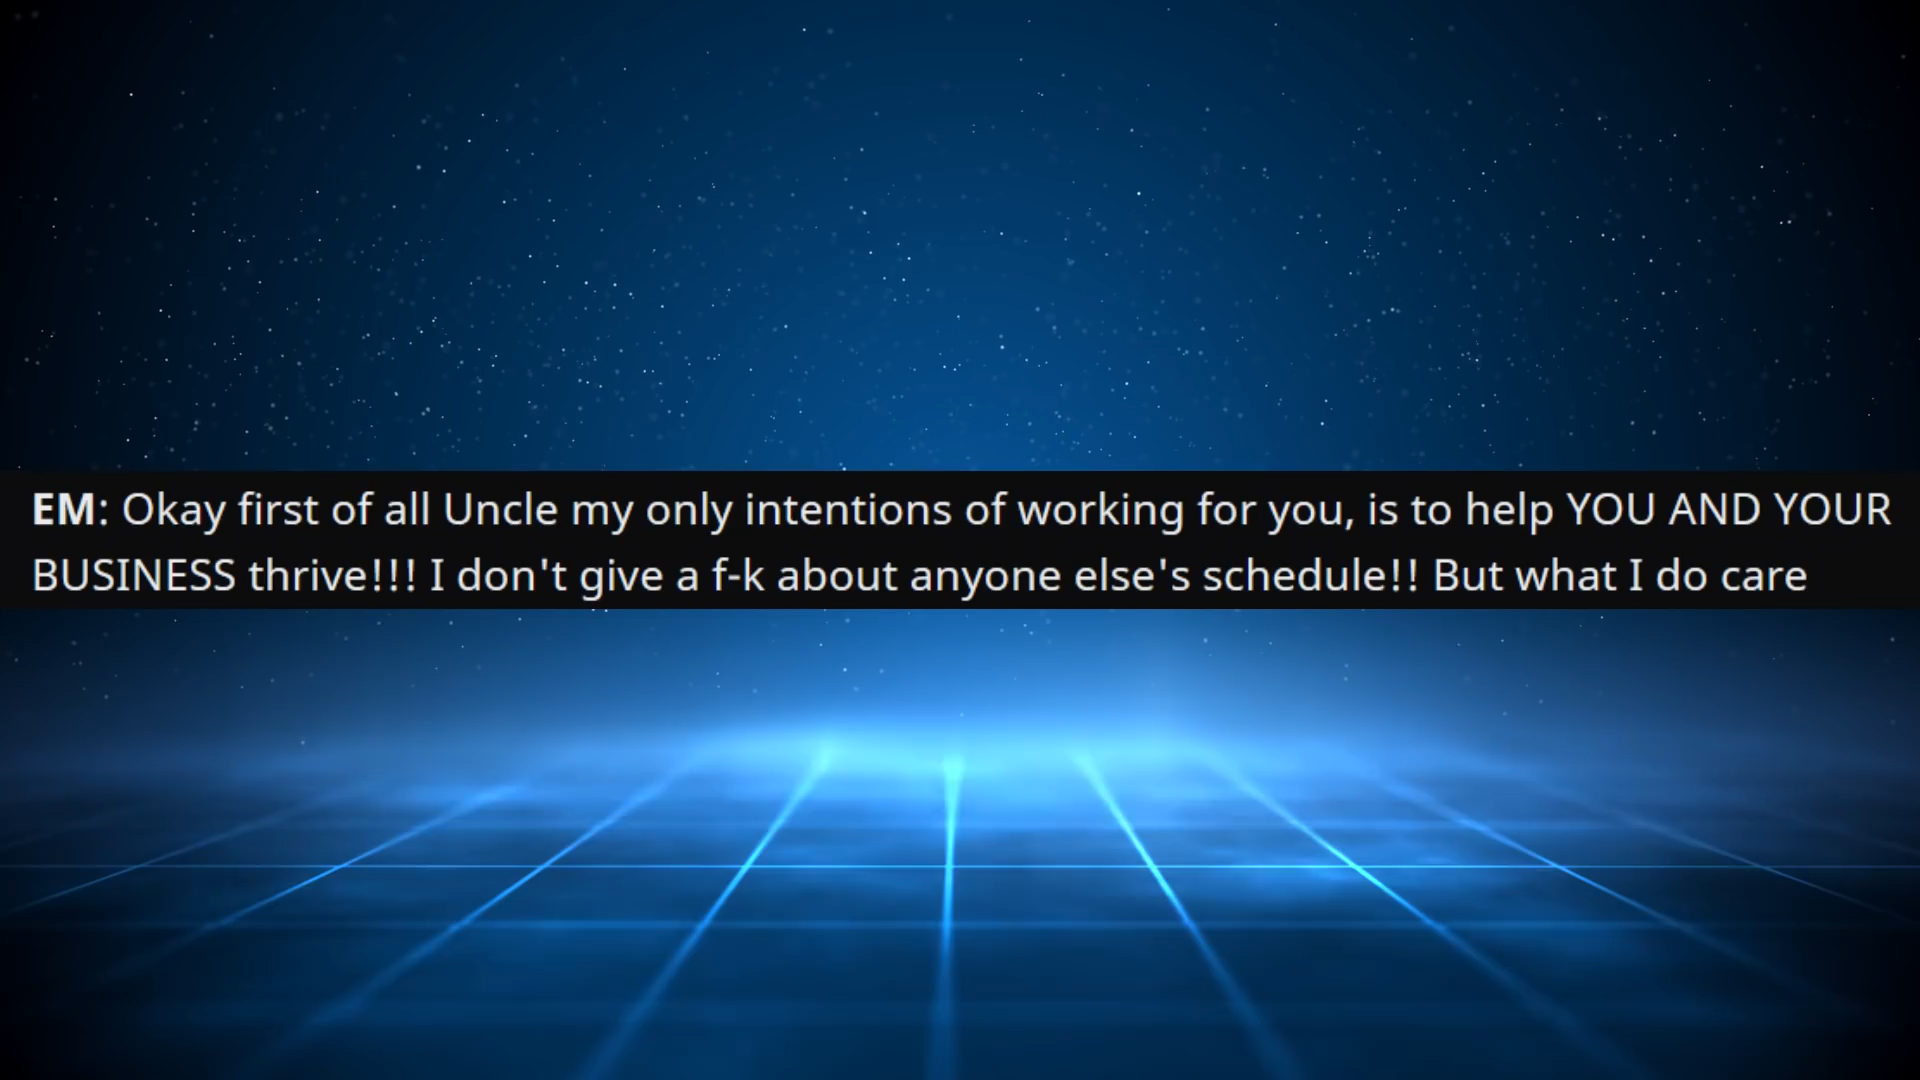 EM: Okay first of all Uncle my only intentions of working for you, is to help YOU AND YOUR
BUSINESS thrive!!! I don't give a f-k about anyone else's schedule!! But what I do care